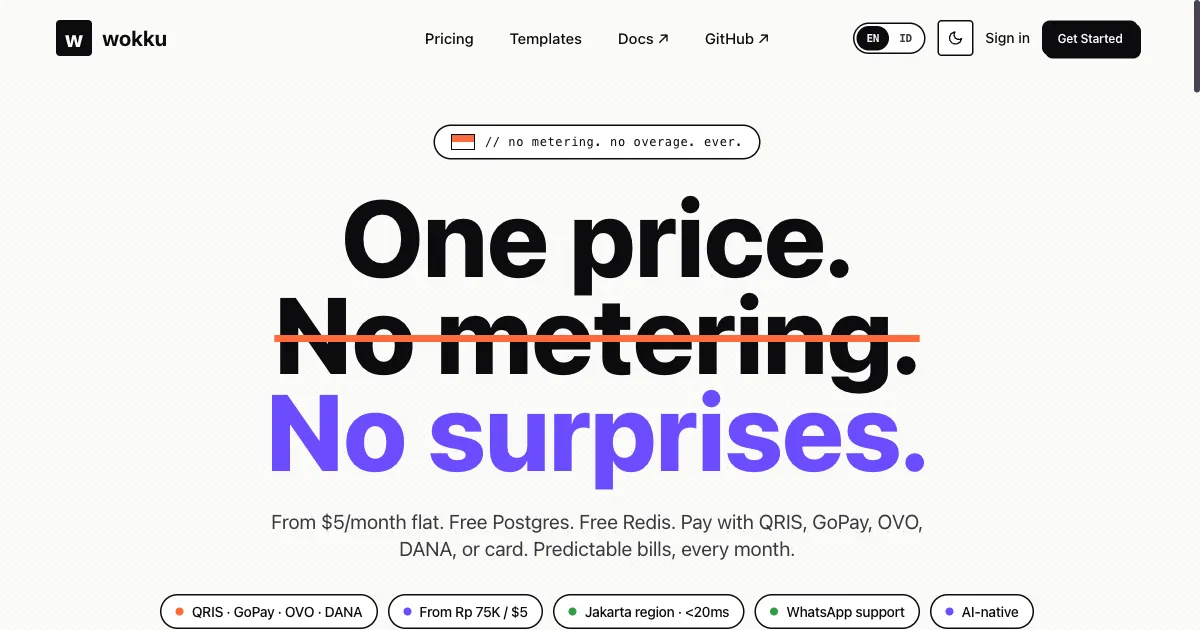 w wokku
Pricing Templates Docs ↗ GitHub ↗
EN ID Sign in Get Started
// no metering. no overage. ever.
One price.
No metering.
No surprises.
From $5/month flat. Free Postgres. Free Redis. Pay with QRIS, GoPay, OVO,
DANA, or card. Predictable bills, every month.
QRIS · GoPay · OVO · DANA
From Rp 75K / $5
Jakarta region · <20ms
WhatsApp support
AI-native